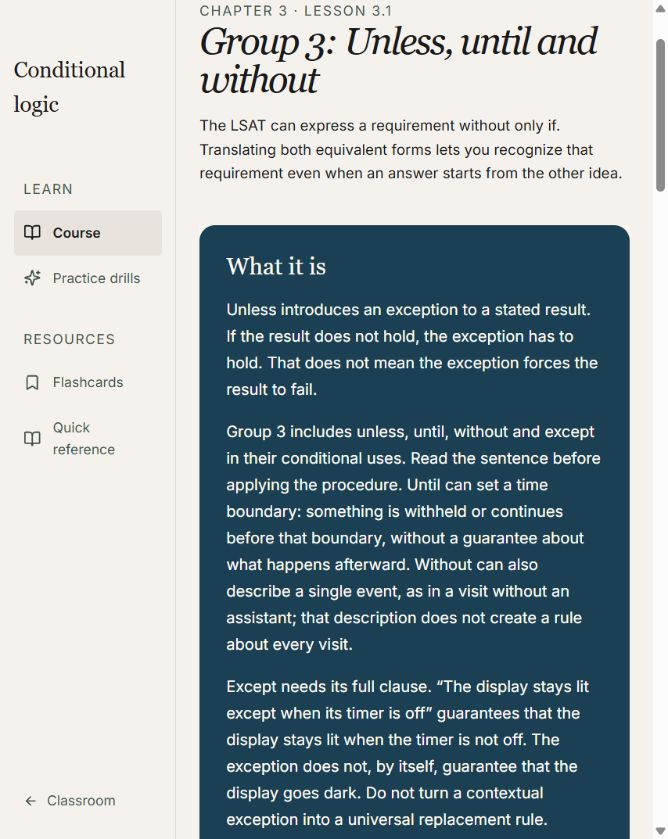 CHAPTER 3 · LESSON 3.1
Group 3: Unless, until and
without
The LSAT can express a requirement without only if.
Translating both equivalent forms lets you recognize that
requirement even when an answer starts from the other idea.
Conditional
logic
LEARN
Course
Practice drills
RESOURCES
Flashcards
Quick
reference
Classroom
What it is
Unless introduces an exception to a stated result.
If the result does not hold, the exception has to
hold. That does not mean the exception forces the
result to fail.
Group 3 includes unless, until, without and except
in their conditional uses. Read the sentence before
applying the procedure. Until can set a time
boundary: something is withheld or continues
before that boundary, without a guarantee about
what happens afterward. Without can also
describe a single event, as in a visit without an
assistant; that description does not create a rule
about every visit.
Except needs its full clause. “The display stays lit
except when its timer is off” guarantees that the
display stays lit when the timer is not off. The
exception does not, by itself, guarantee that the
display goes dark. Do not turn a contextual
exception into a universal replacement rule.